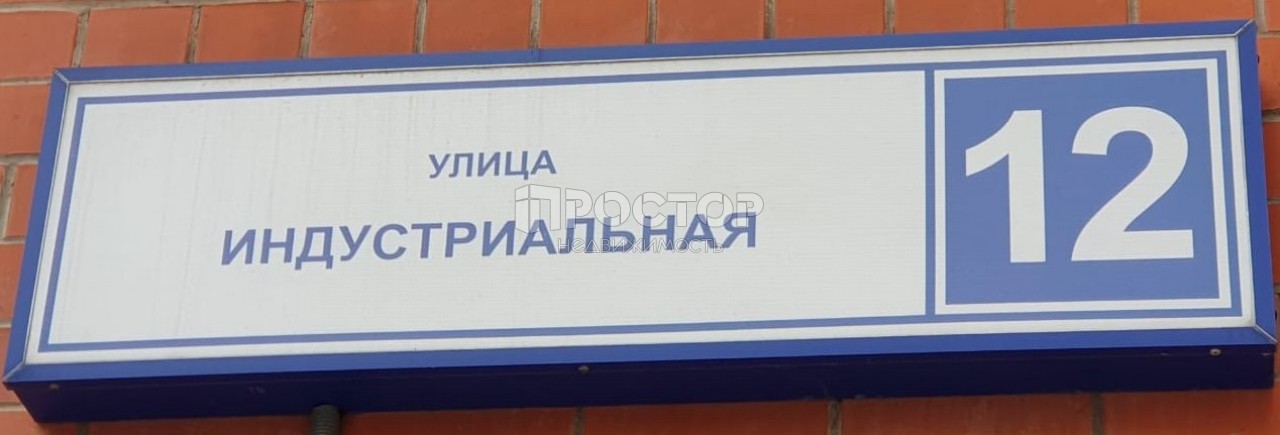 УЛИЦА
ИНДУСТРИАЛЬНАЯ
12
ПРОСТОР
НЕДВИЖИМОСТЬ